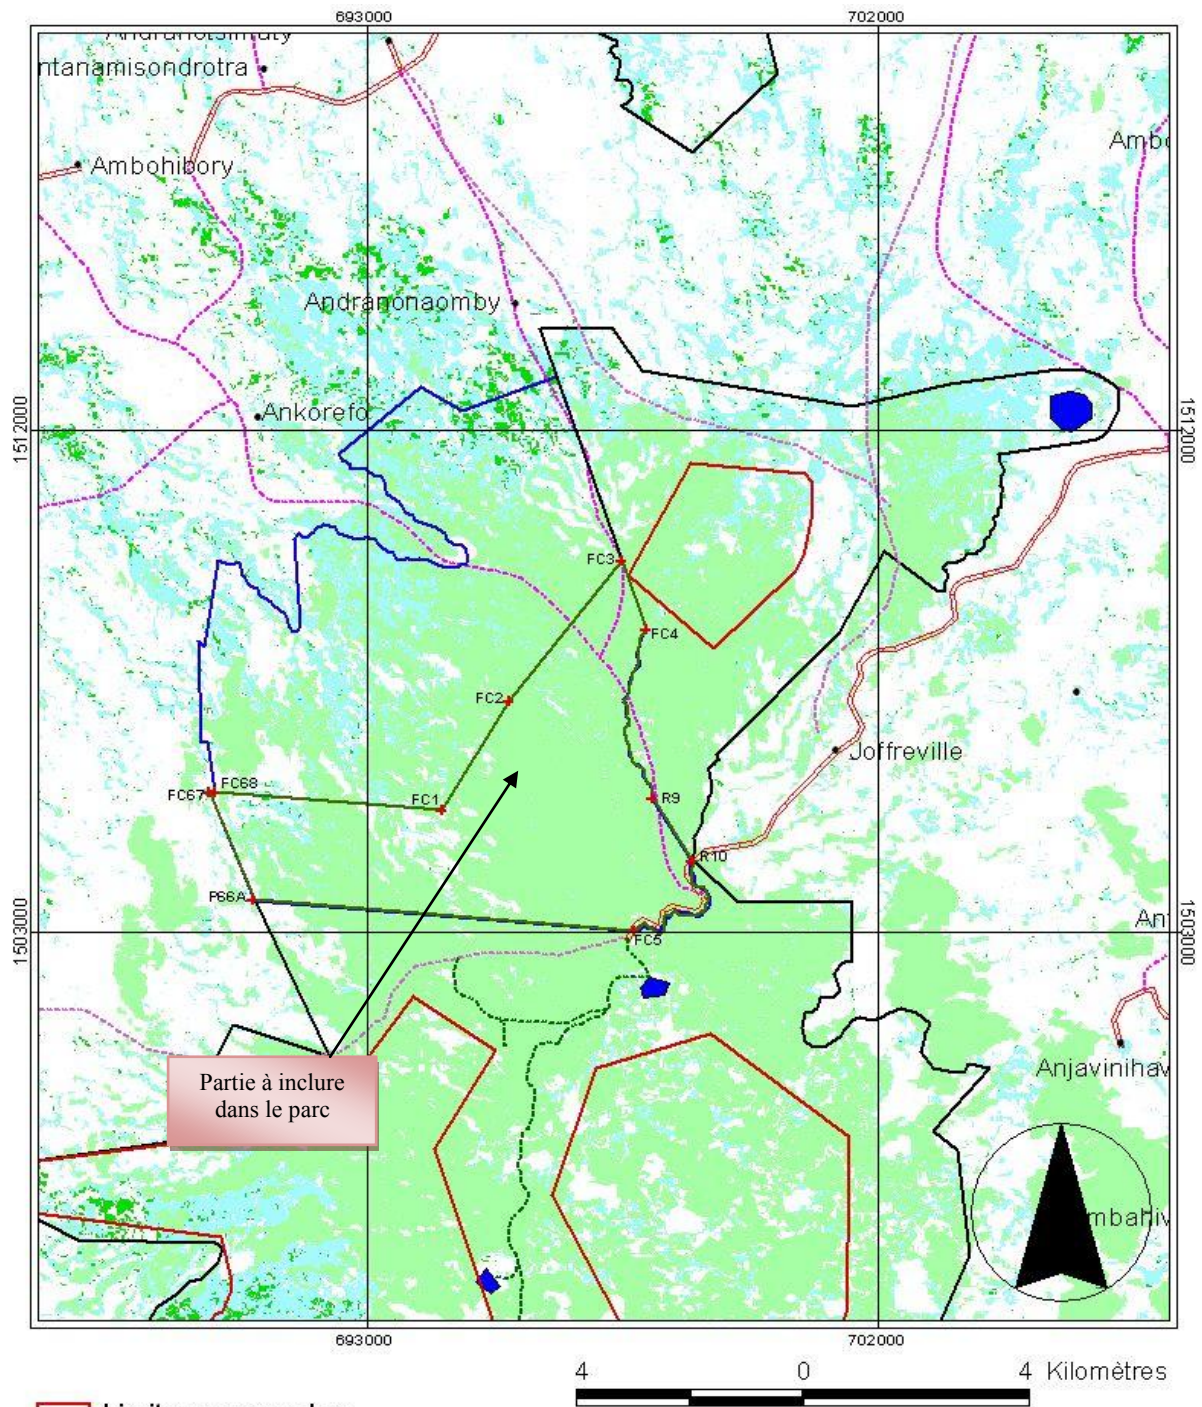 693000
702000
ntanamisondrotra
Ambohibory
Andranonaomby
Ankorefo
1512000
1512000
FC3
FC4
FC2
Joffreville
FC68
FC67
FC1
R9
R10
P66A
FC5
1503000
1503000
Anjavinihav
Partie à inclure
dans le parc
mbahiv
693000
702000
4 0 4 Kilomètres